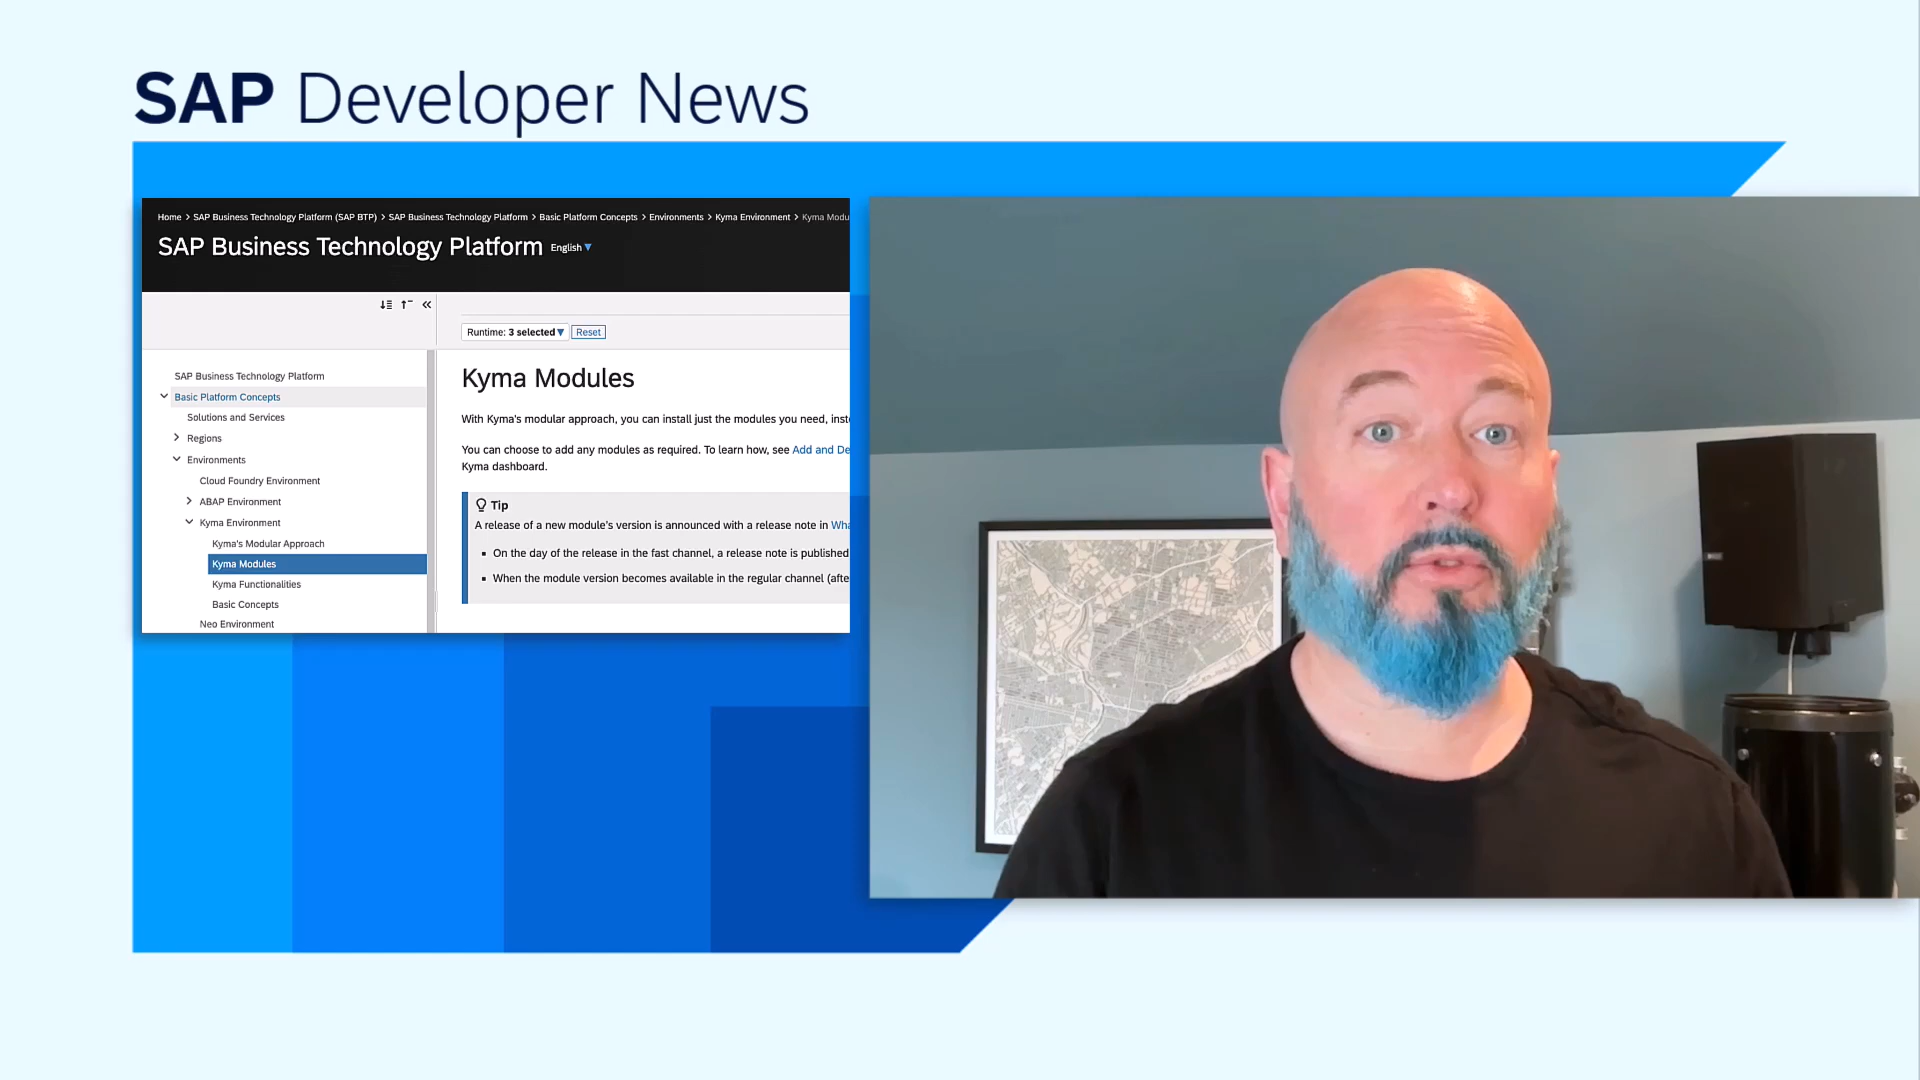 SAP Developer News
Home > SAP Business Technology Platform (SAP BTP) > SAP Business Technology Platform > Basic Platform Concepts > Environments > Kyma Environment > Kyma Modu
SAP Business Technology Platform English
Runtime: 3 selected Reset
SAP Business Technology Platform
Basic Platform Concepts
Solutions and Services
Regions
Environments
Cloud Foundry Environment
ABAP Environment
Kyma Environment
Kyma's Modular Approach
Kyma Modules
Kyma Functionalities
Basic Concepts
Neo Environment
Kyma Modules
With Kyma's modular approach, you can install just the modules you need, inst
You can choose to add any modules as required. To learn how, see Add and De
Kyma dashboard.
Tip
A release of a new module's version is announced with a release note in Wha
On the day of the release in the fast channel, a release note is published
When the module version becomes available in the regular channel (afte